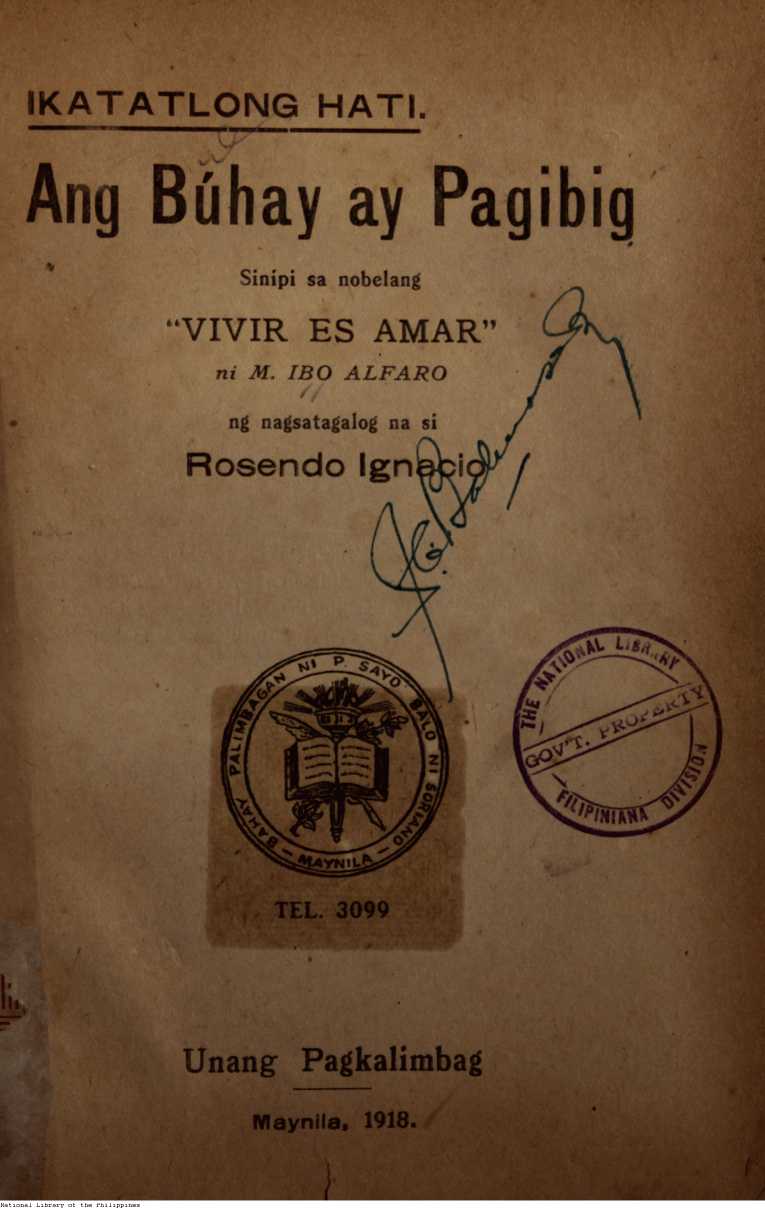 IKATATLONG HATI.
Ang Búhay ay Pagibig
Sinipi sa nobelang
“VIVIR ES AMAR”
ni M. IBO ALFARO
ng nagsatagalog na si
Rosendo Ignacio
BAHAY PALIMBAGAN NI P. SAYO BALO NI SORIANO
— MAYNILA —
TEL. 3099
THE NATIONAL LIBRARY
GOV'T. PROPERTY
FILIPINIANA DIVISION
Unang Pagkalimbag
Maynila, 1918.
National Library of the Philippines